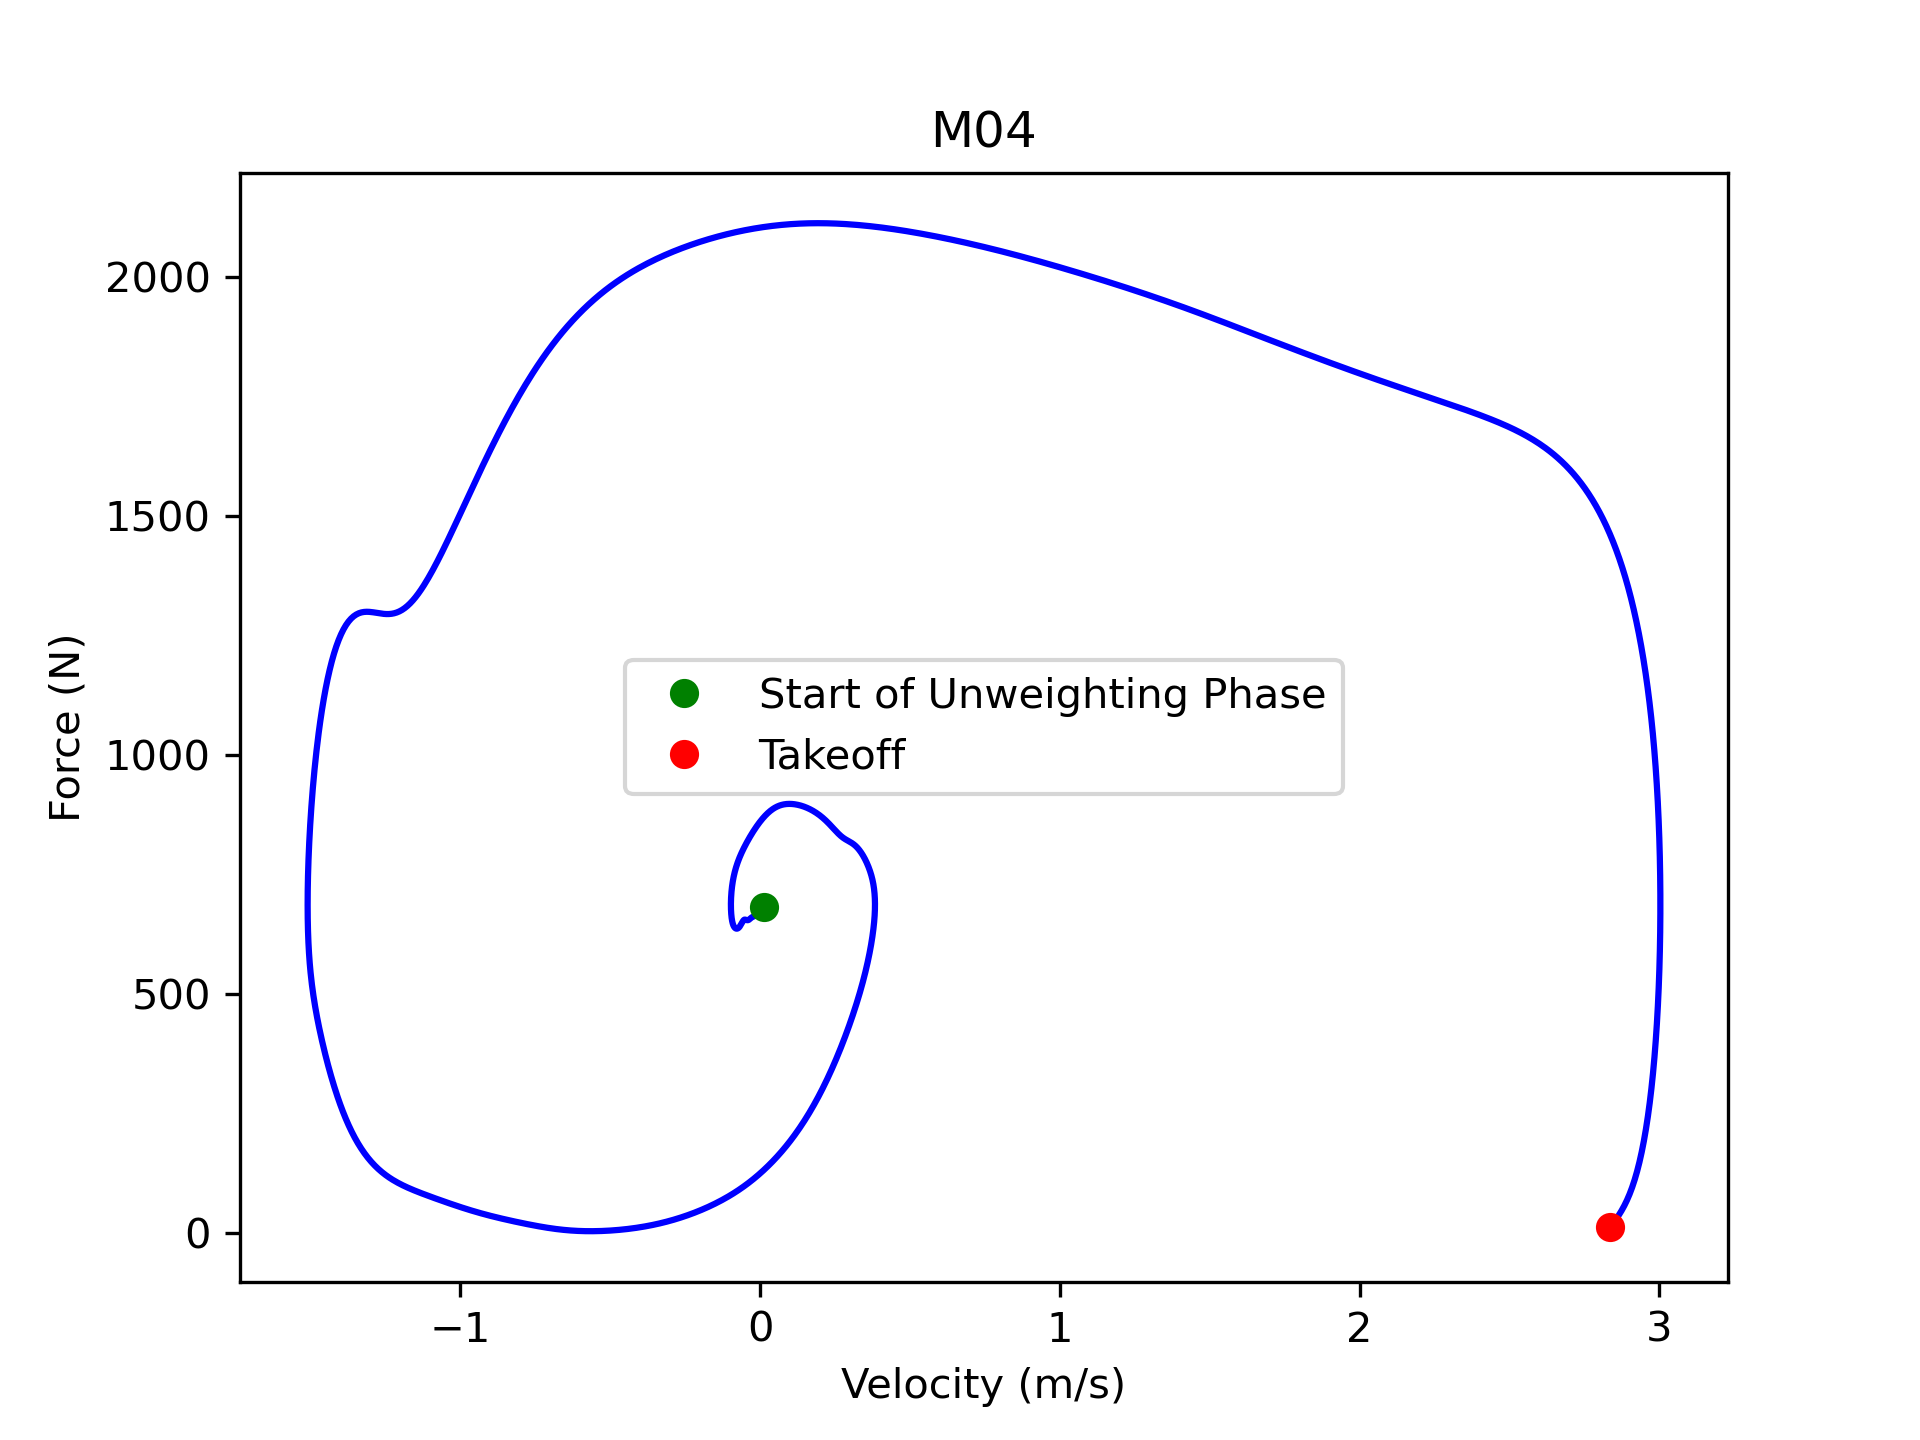 M04
Force (N)
2000
1500
1000
500
0
Start of Unweighting Phase
Takeoff
−1 0 1 2 3
Velocity (m/s)